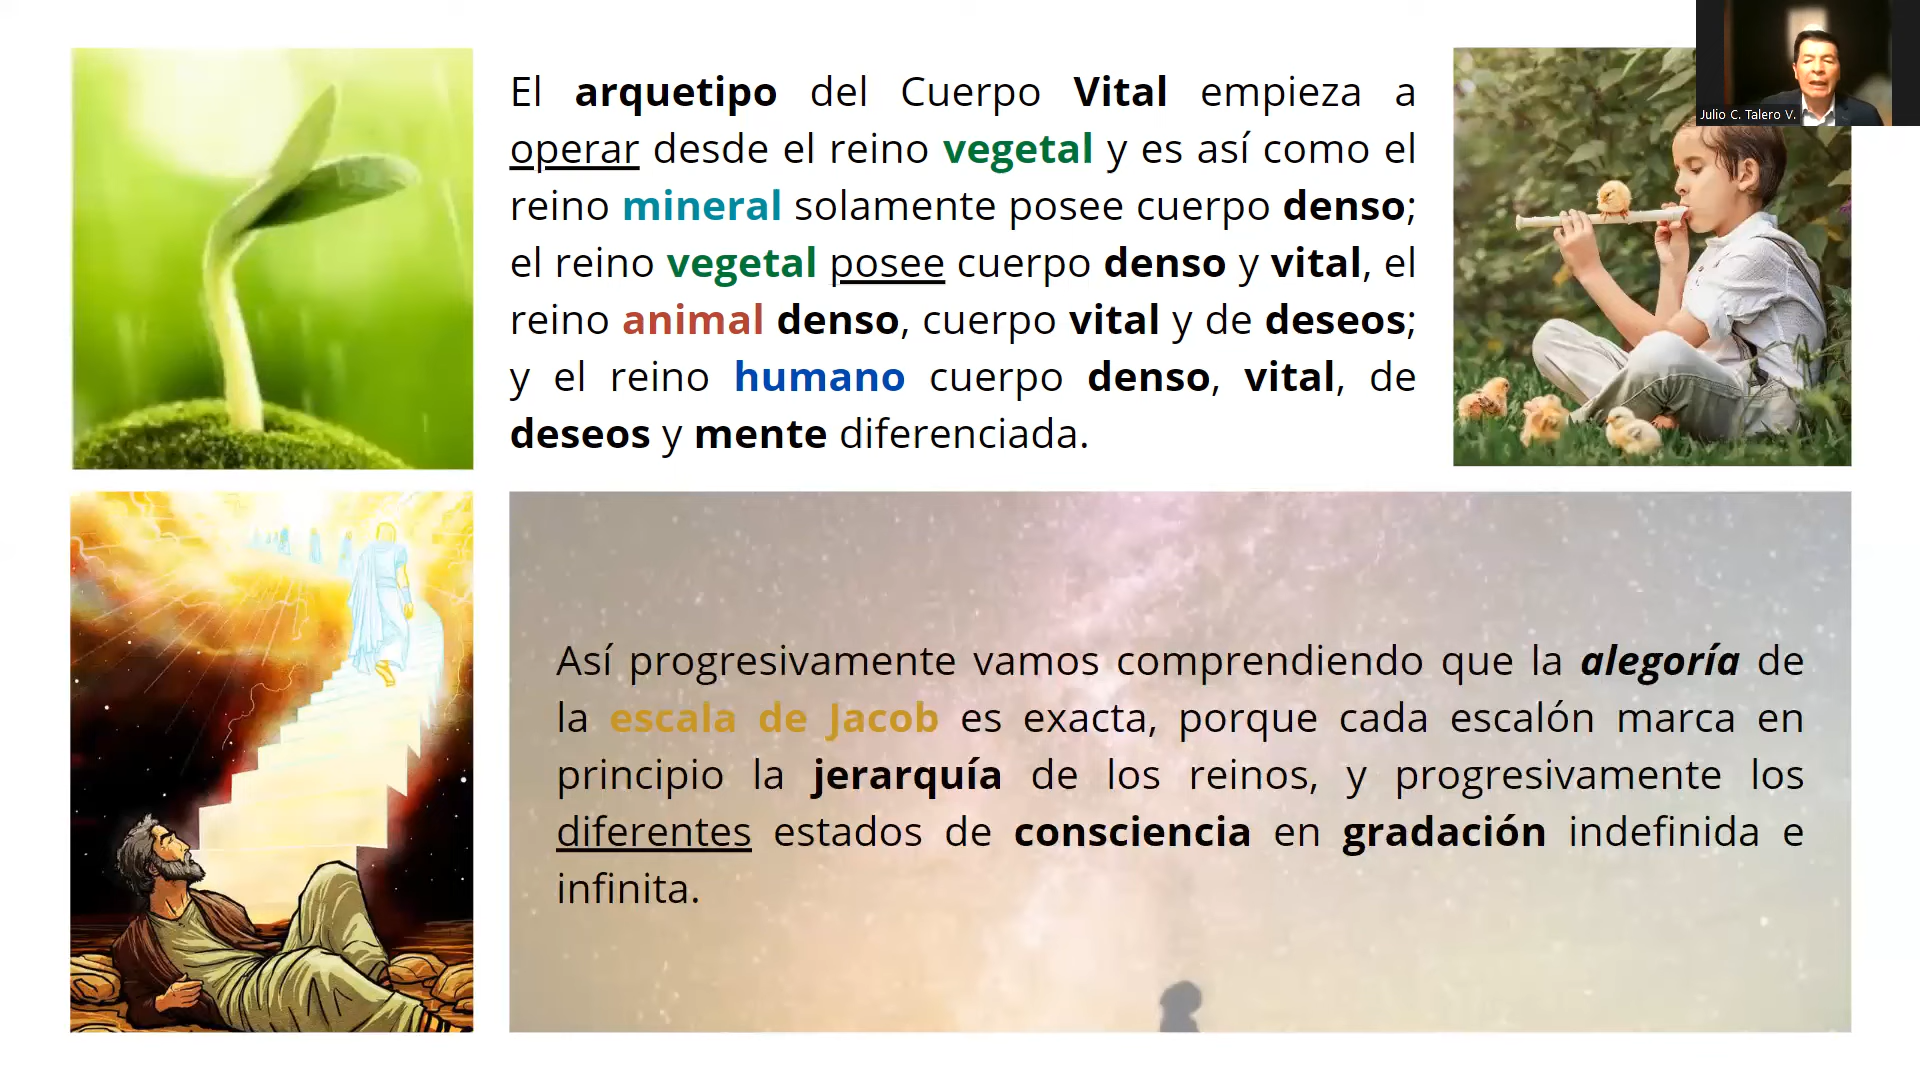 El arquetipo del Cuerpo Vital empieza a
operar desde el reino vegetal y es así como el
reino mineral solamente posee cuerpo denso;
el reino vegetal posee cuerpo denso y vital, el
reino animal denso, cuerpo vital y de deseos;
y el reino humano cuerpo denso, vital, de
deseos y mente diferenciada.
Julio C. Talero V.
Así progresivamente vamos comprendiendo que la alegoría de
la escala de Jacob es exacta, porque cada escalón marca en
principio la jerarquía de los reinos, y progresivamente los
diferentes estados de consciencia en gradación indefinida e
infinita.